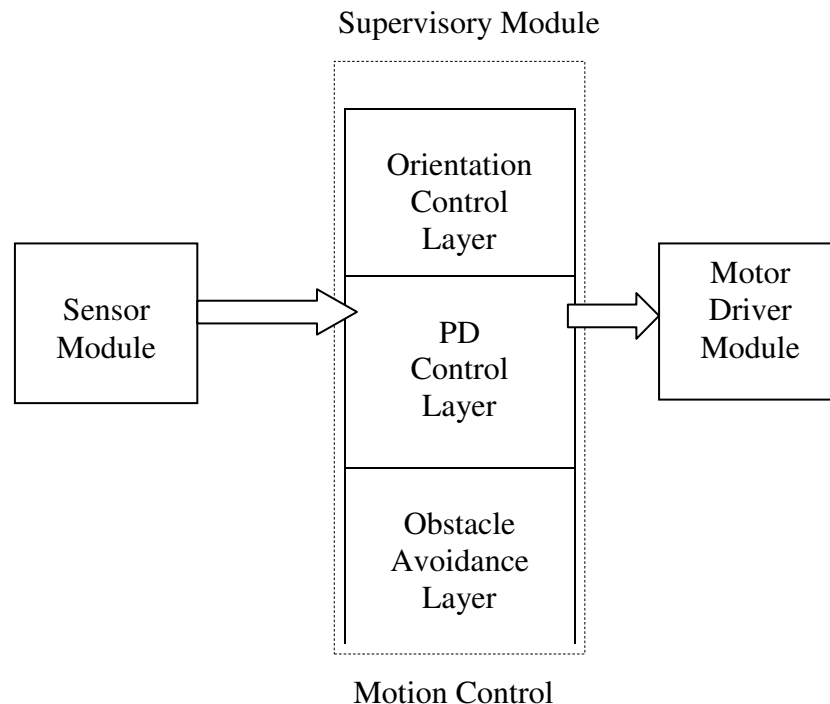 Supervisory Module
Orientation
Control
Layer
Sensor
Module
PD
Control
Layer
Motor
Driver
Module
Obstacle
Avoidance
Layer
Motion Control